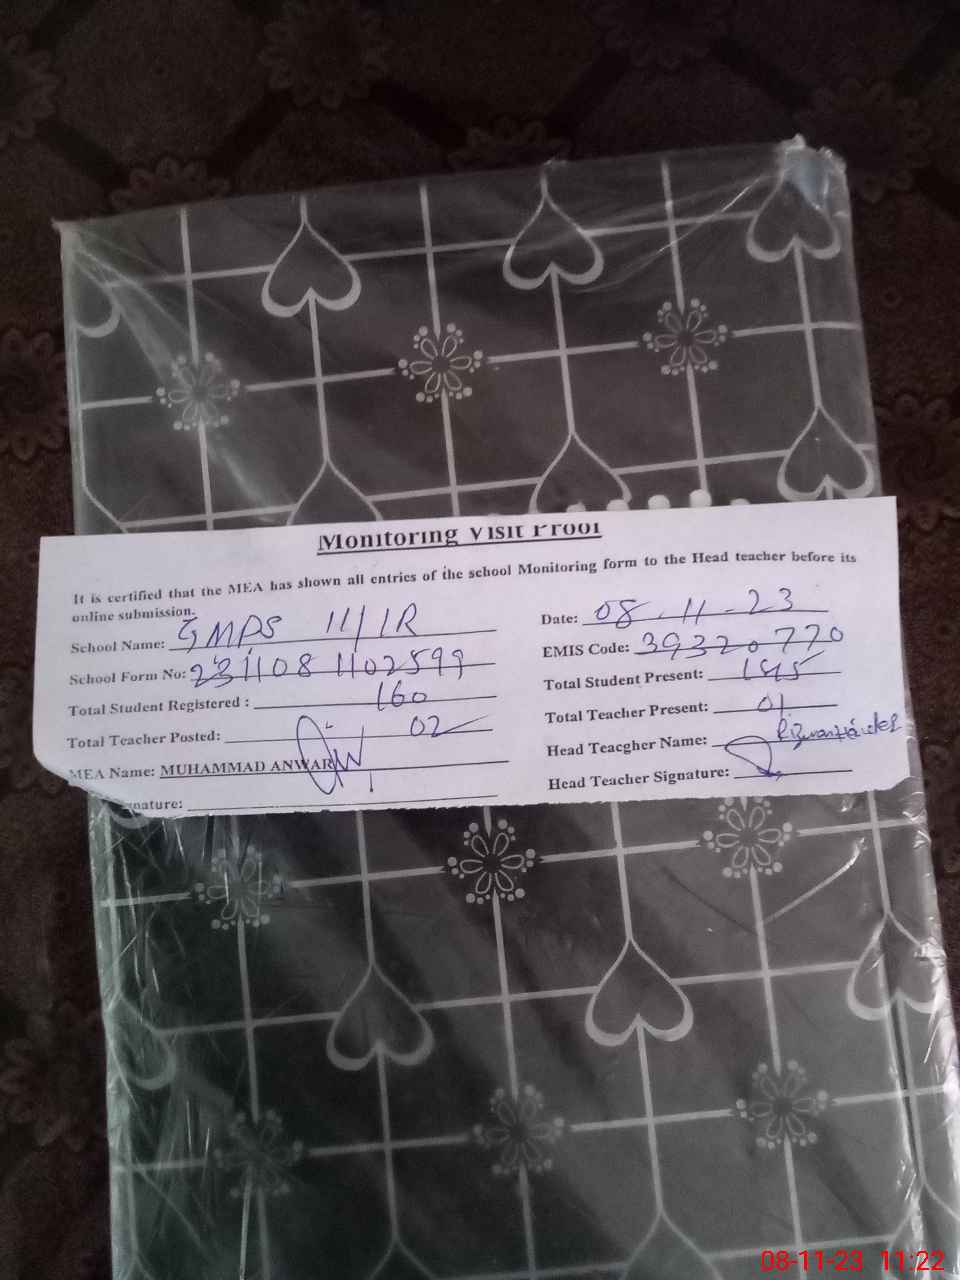 Monitoring Visit Proof
It is certified that the MEA has shown all entries of the school Monitoring form to the Head teacher before its
online submission.
School Name: GMPS 11/1R
Date: 08-11-23
School Form No: 231108 1102599
EMIS Code: 39320770
Total Student Registered : 160
Total Student Present: 145
Total Teacher Posted: 02
Total Teacher Present: 01
MEA Name: MUHAMMAD ANWAR
Head Teacgher Name:
nature:
Head Teacher Signature:
08-11-23 11:22